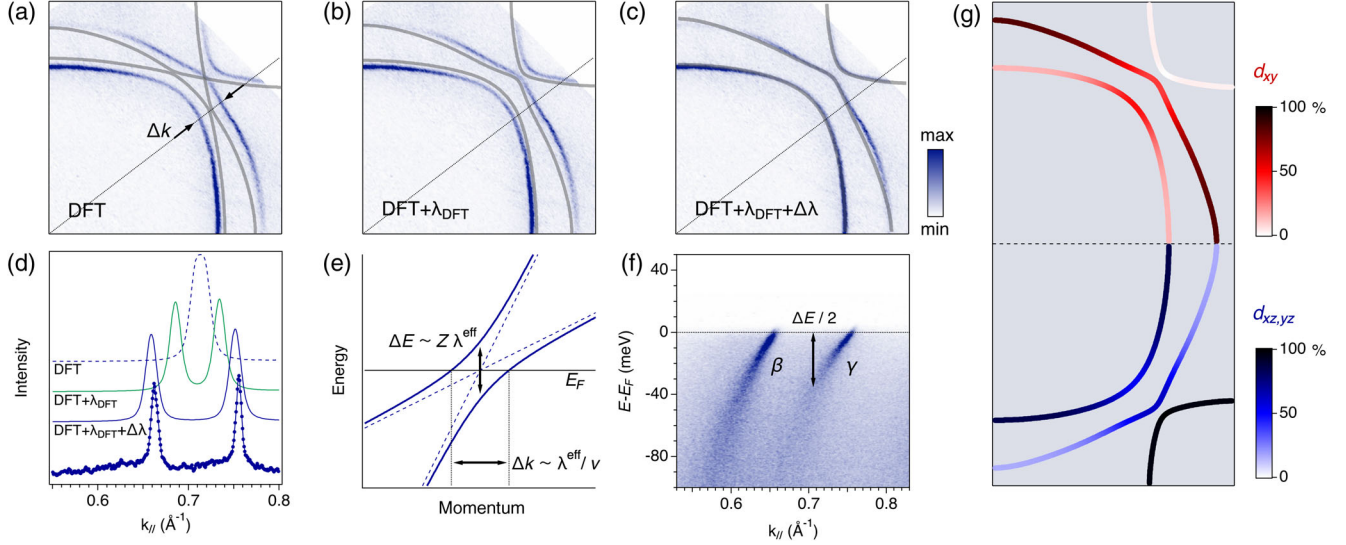 (a)
Δk
DFT
(b)
DFT+λDFT
(c)
DFT+λDFT+Δλ
max
min
(d)
Intensity
DFT
DFT+λDFT
DFT+λDFT+Δλ
0.6
0.7
0.8
k// (Å⁻¹)
(e)
Energy
ΔE ~ Z λeff
EF
Δk ~ λeff/ v
Momentum
(f)
E-EF (meV)
40
0
-40
-80
ΔE / 2
β
γ
0.6
0.7
0.8
k// (Å⁻¹)
(g)
dxy
100 %
50
0
dxz,yz
100 %
50
0